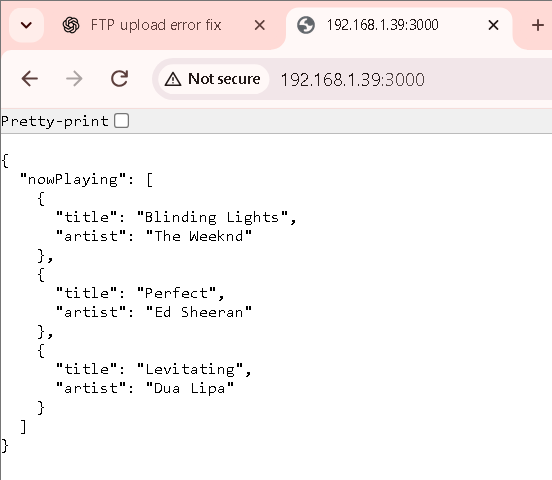 FTP upload error fix
192.168.1.39:3000
Not secure
192.168.1.39:3000
Pretty-print
{
  "nowPlaying": [
    {
      "title": "Blinding Lights",
      "artist": "The Weeknd"
    },
    {
      "title": "Perfect",
      "artist": "Ed Sheeran"
    },
    {
      "title": "Levitating",
      "artist": "Dua Lipa"
    }
  ]
}